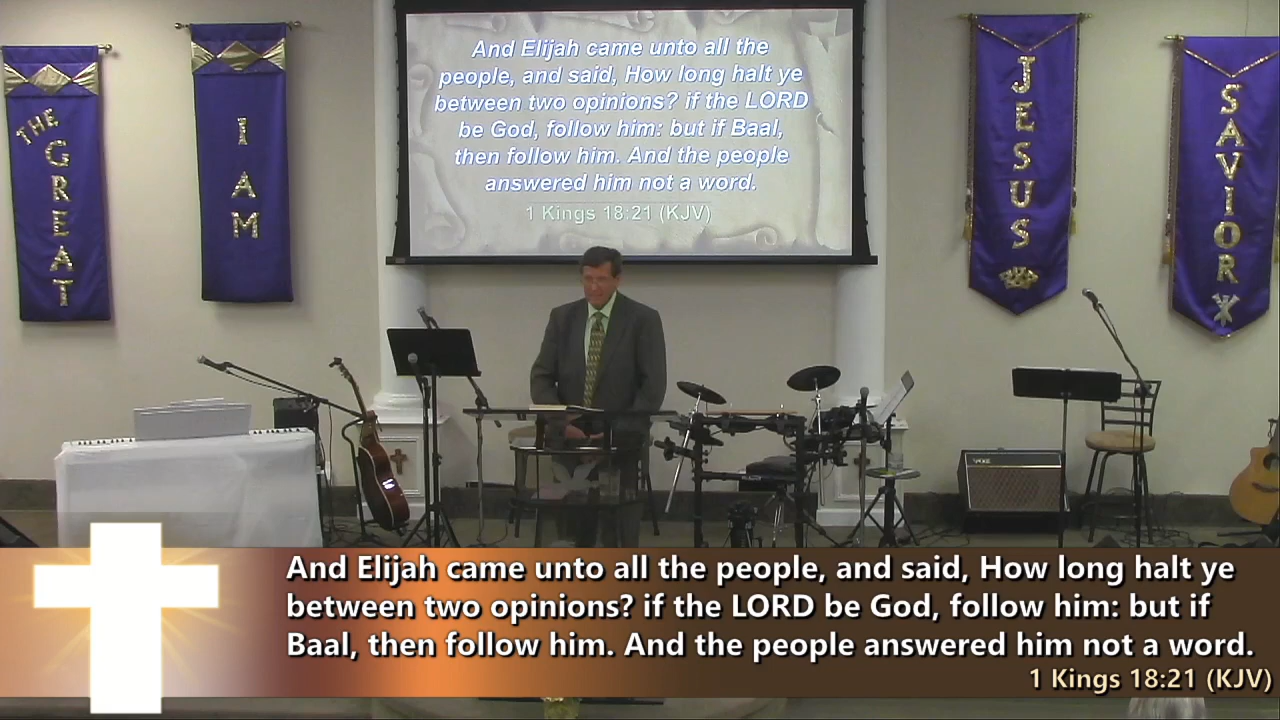 And Elijah came unto all the
people, and said, How long halt ye
between two opinions? if the LORD
be God, follow him: but if Baal,
then follow him. And the people
answered him not a word.
1 Kings 18:21 (KJV)
THE
GREAT
I
AM
JESUS
SAVIOR
VOX
And Elijah came unto all the people, and said, How long halt ye
between two opinions? if the LORD be God, follow him: but if
Baal, then follow him. And the people answered him not a word.
1 Kings 18:21 (KJV)